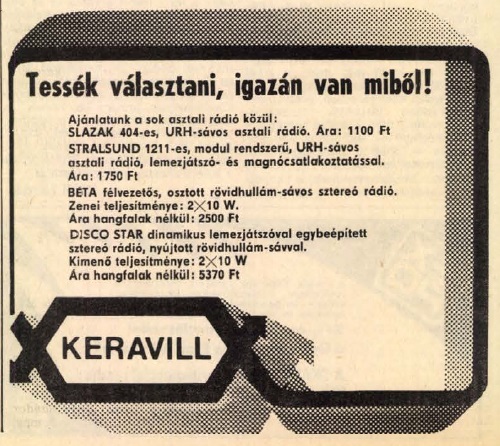 Tessék választani, igazán van miből!
Ajánlatunk a sok asztali rádió közül:
SLAZAK 404-es, URH-sávos asztali rádió. Ára: 1100 Ft
STRALSUND 1211-es, modul rendszerű, URH-sávos
asztali rádió, lemezjátszó- és magnócsatlakoztatással.
Ára: 1750 Ft
BÉTA félvezetős, osztott rövidhullám-sávos sztereó rádió.
Zenei teljesítménye: 2×10 W.
Ára hangfalak nélkül: 2500 Ft
DISCO STAR dinamikus lemezjátszóval egybeépített
sztereó rádió, nyújtott rövidhullám-sávval.
Kimenő teljesítménye: 2×10 W
Ára hangfalak nélkül: 5370 Ft
KERAVILL